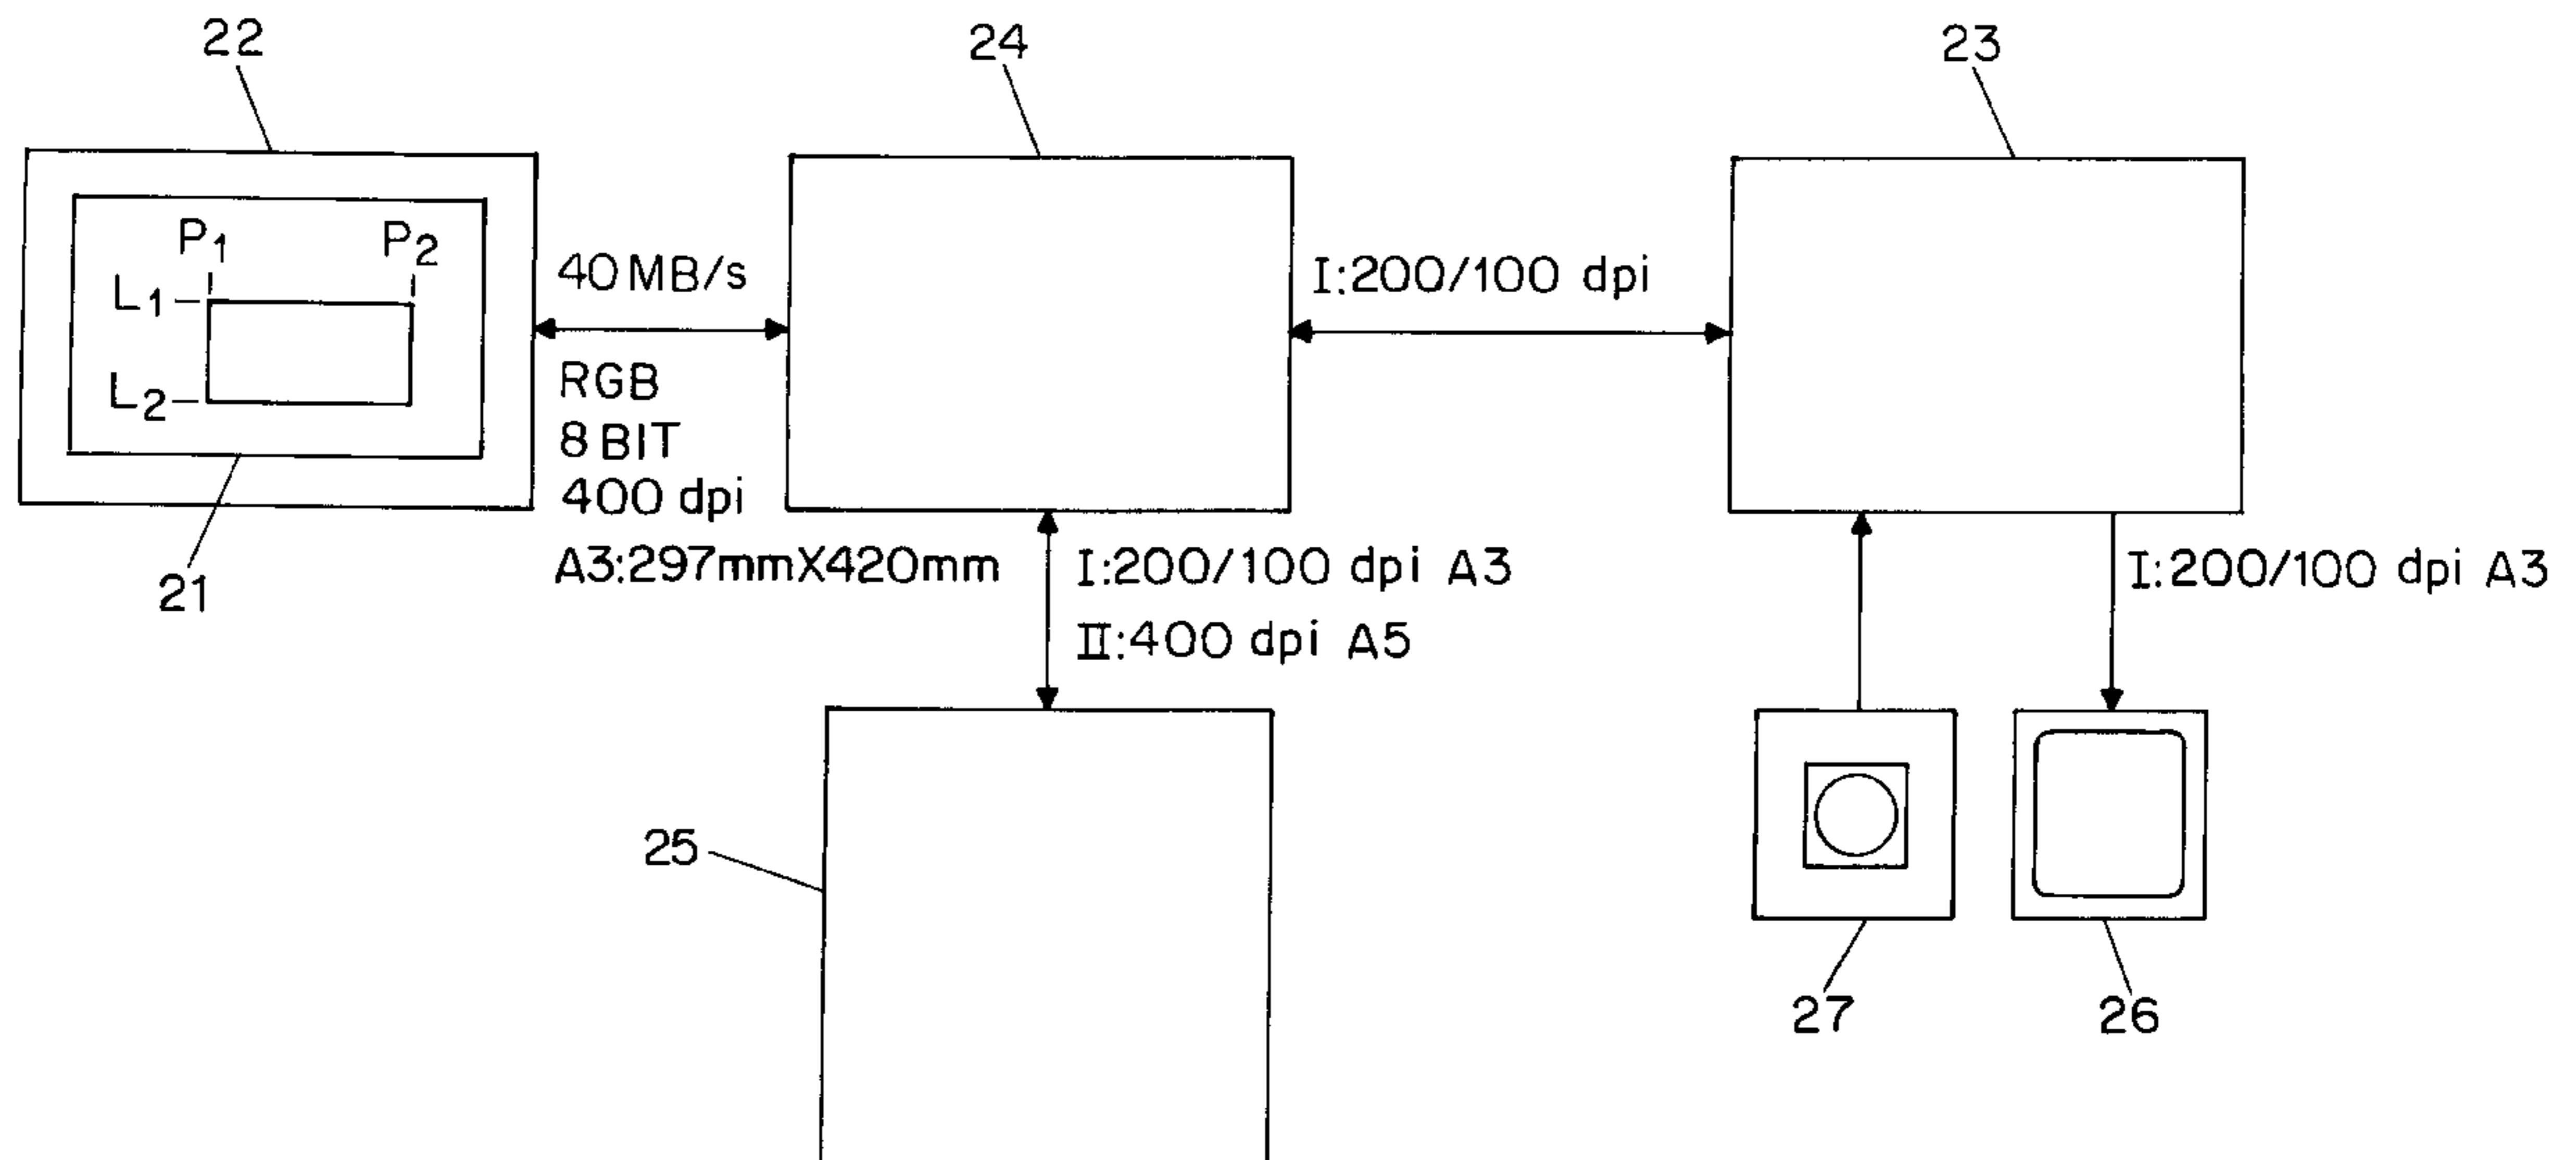 22
24
23
P1
P2
L1
L2
40 MB/s
RGB
8 BIT
400 dpi
A3:297mmX420mm
I:200/100 dpi
21
I:200/100 dpi A3
II:400 dpi A5
I:200/100 dpi A3
25
27
26